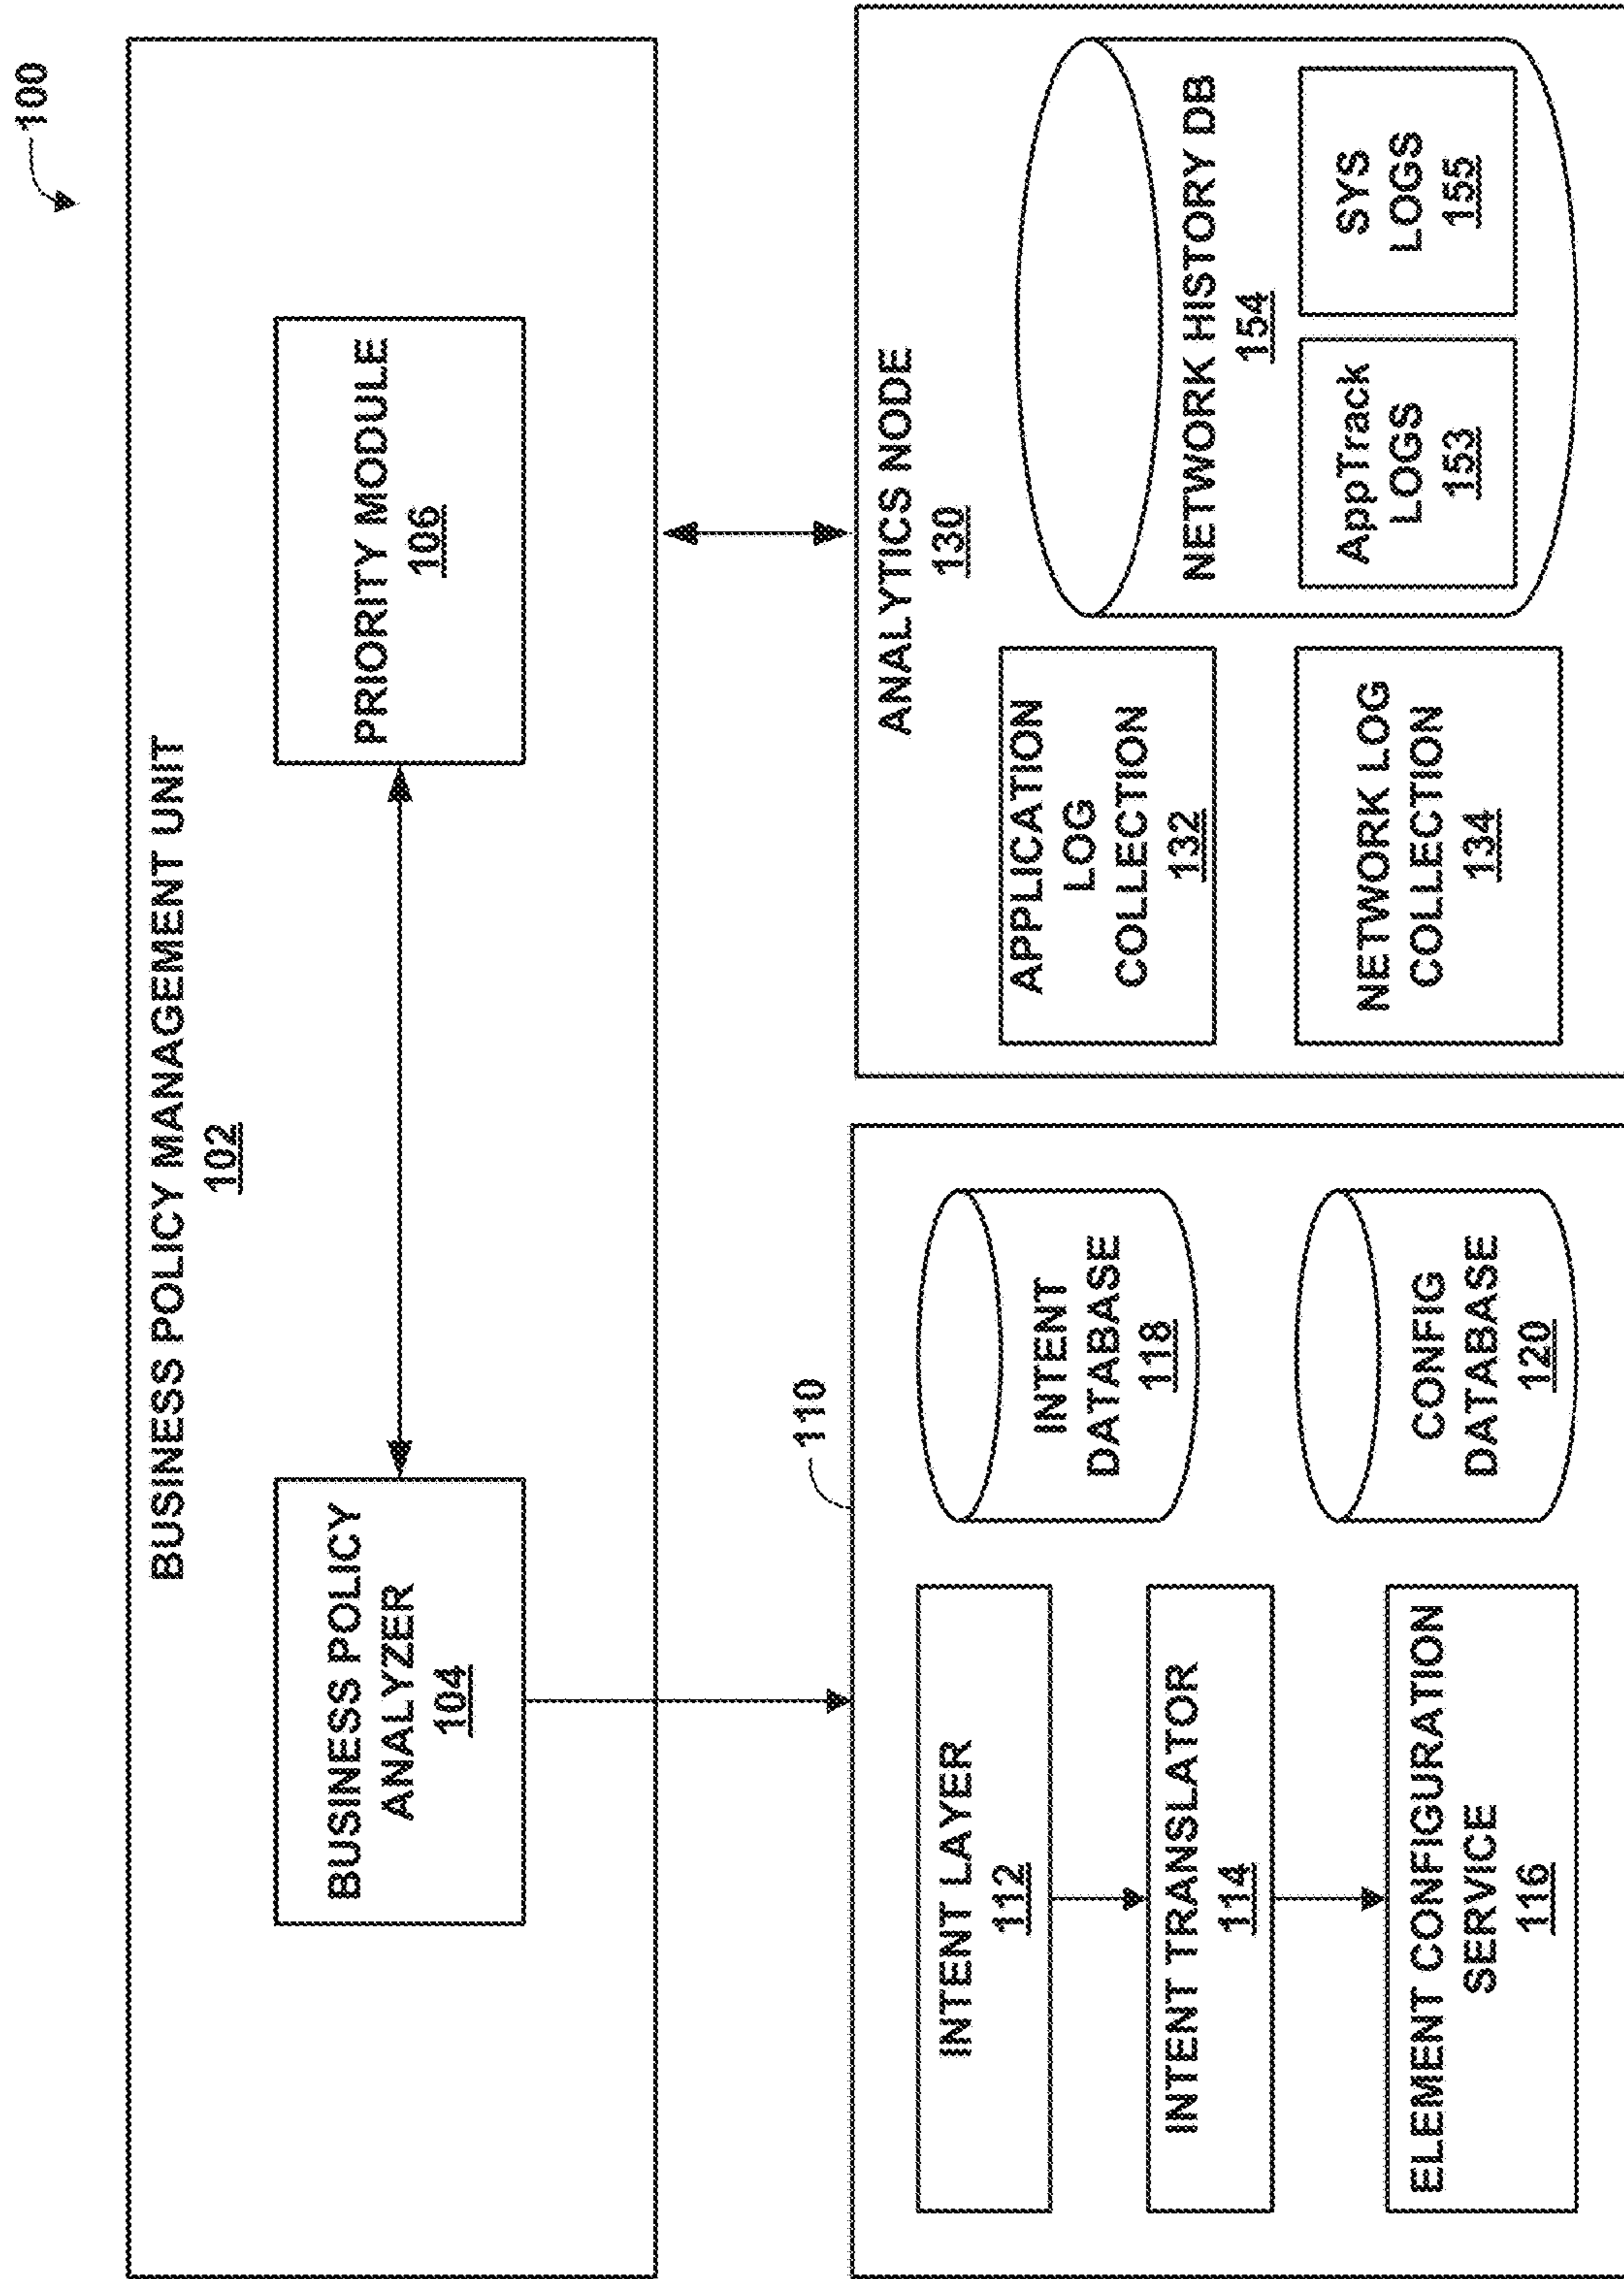 100
BUSINESS POLICY MANAGEMENT UNIT
102
BUSINESS POLICY
ANALYZER
104
PRIORITY MODULE
106
110
INTENT LAYER
112
INTENT TRANSLATOR
114
ELEMENT CONFIGURATION
SERVICE
116
INTENT
DATABASE
118
CONFIG
DATABASE
120
ANALYTICS NODE
130
APPLICATION
LOG
COLLECTION
132
NETWORK LOG
COLLECTION
134
NETWORK HISTORY DB
154
AppTrack
LOGS
153
SYS
LOGS
155